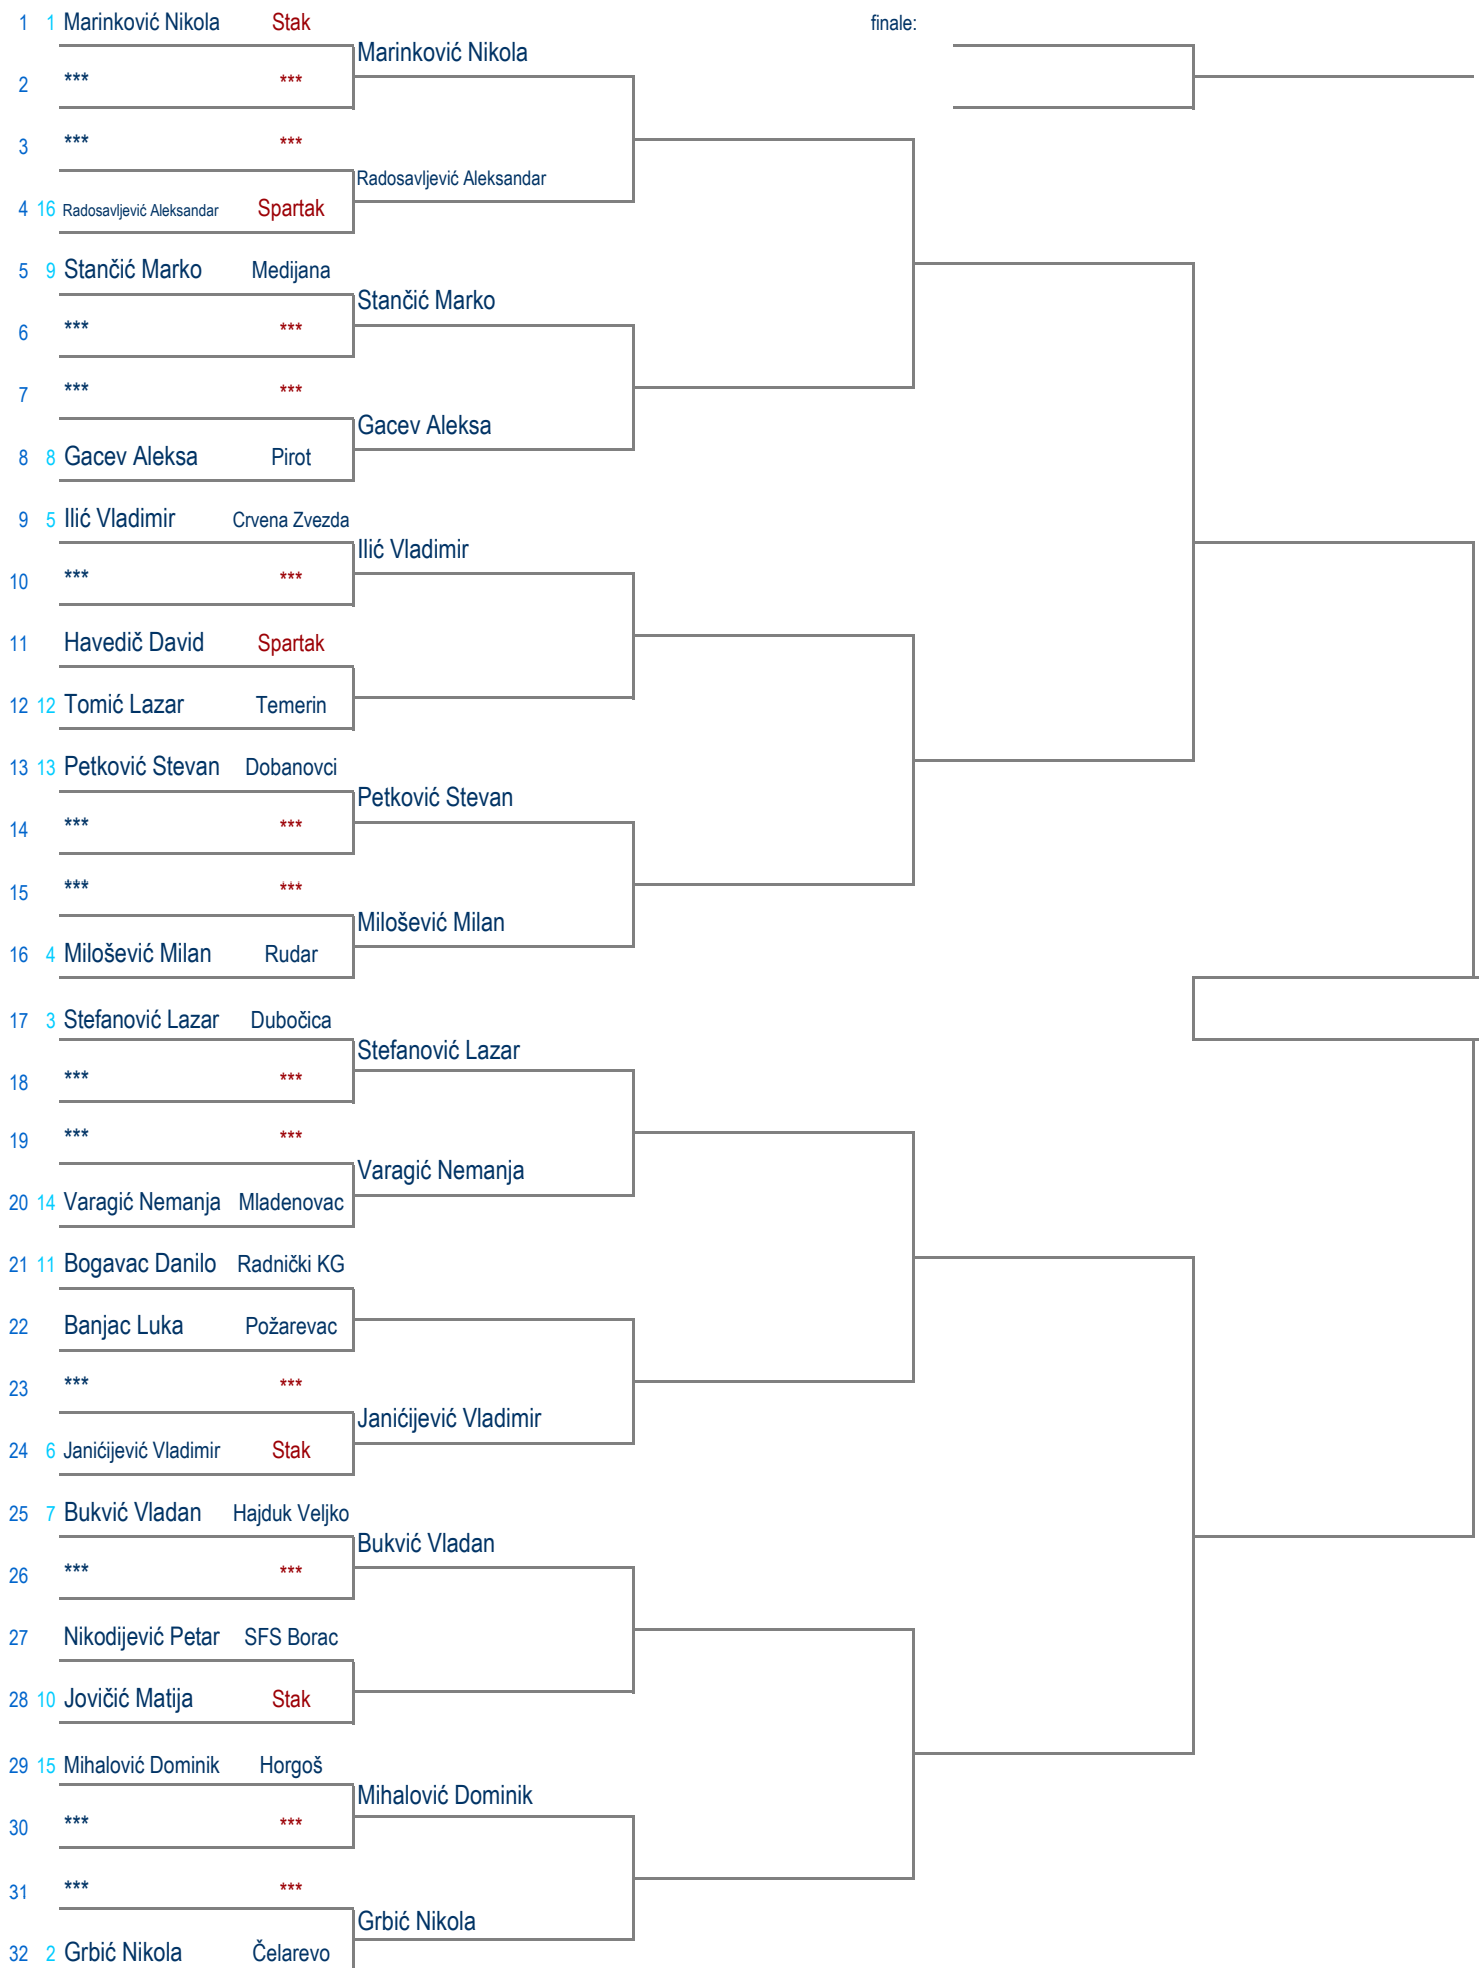 1 1 Marinković Nikola Stak finale:
Marinković Nikola
2 *** ***
3 *** ***
Radosavljević Aleksandar
4 16 Radosavljević Aleksandar Spartak
5 9 Stančić Marko Medijana
Stančić Marko
6 *** ***
7 *** ***
Gacev Aleksa
8 8 Gacev Aleksa Pirot
9 5 Ilić Vladimir Crvena Zvezda
Ilić Vladimir
10 *** ***
11 Havedič David Spartak
12 12 Tomić Lazar Temerin
13 13 Petković Stevan Dobanovci
Petković Stevan
14 *** ***
15 *** ***
Milošević Milan
16 4 Milošević Milan Rudar
17 3 Stefanović Lazar Dubočica
Stefanović Lazar
18 *** ***
19 *** ***
Varagić Nemanja
20 14 Varagić Nemanja Mladenovac
21 11 Bogavac Danilo Radnički KG
22 Banjac Luka Požarevac
23 *** ***
Janićijević Vladimir
24 6 Janićijević Vladimir Stak
25 7 Bukvić Vladan Hajduk Veljko
Bukvić Vladan
26 *** ***
27 Nikodijević Petar SFS Borac
28 10 Jovičić Matija Stak
29 15 Mihalović Dominik Horgoš
Mihalović Dominik
30 *** ***
31 *** ***
Grbić Nikola
32 2 Grbić Nikola Čelarevo